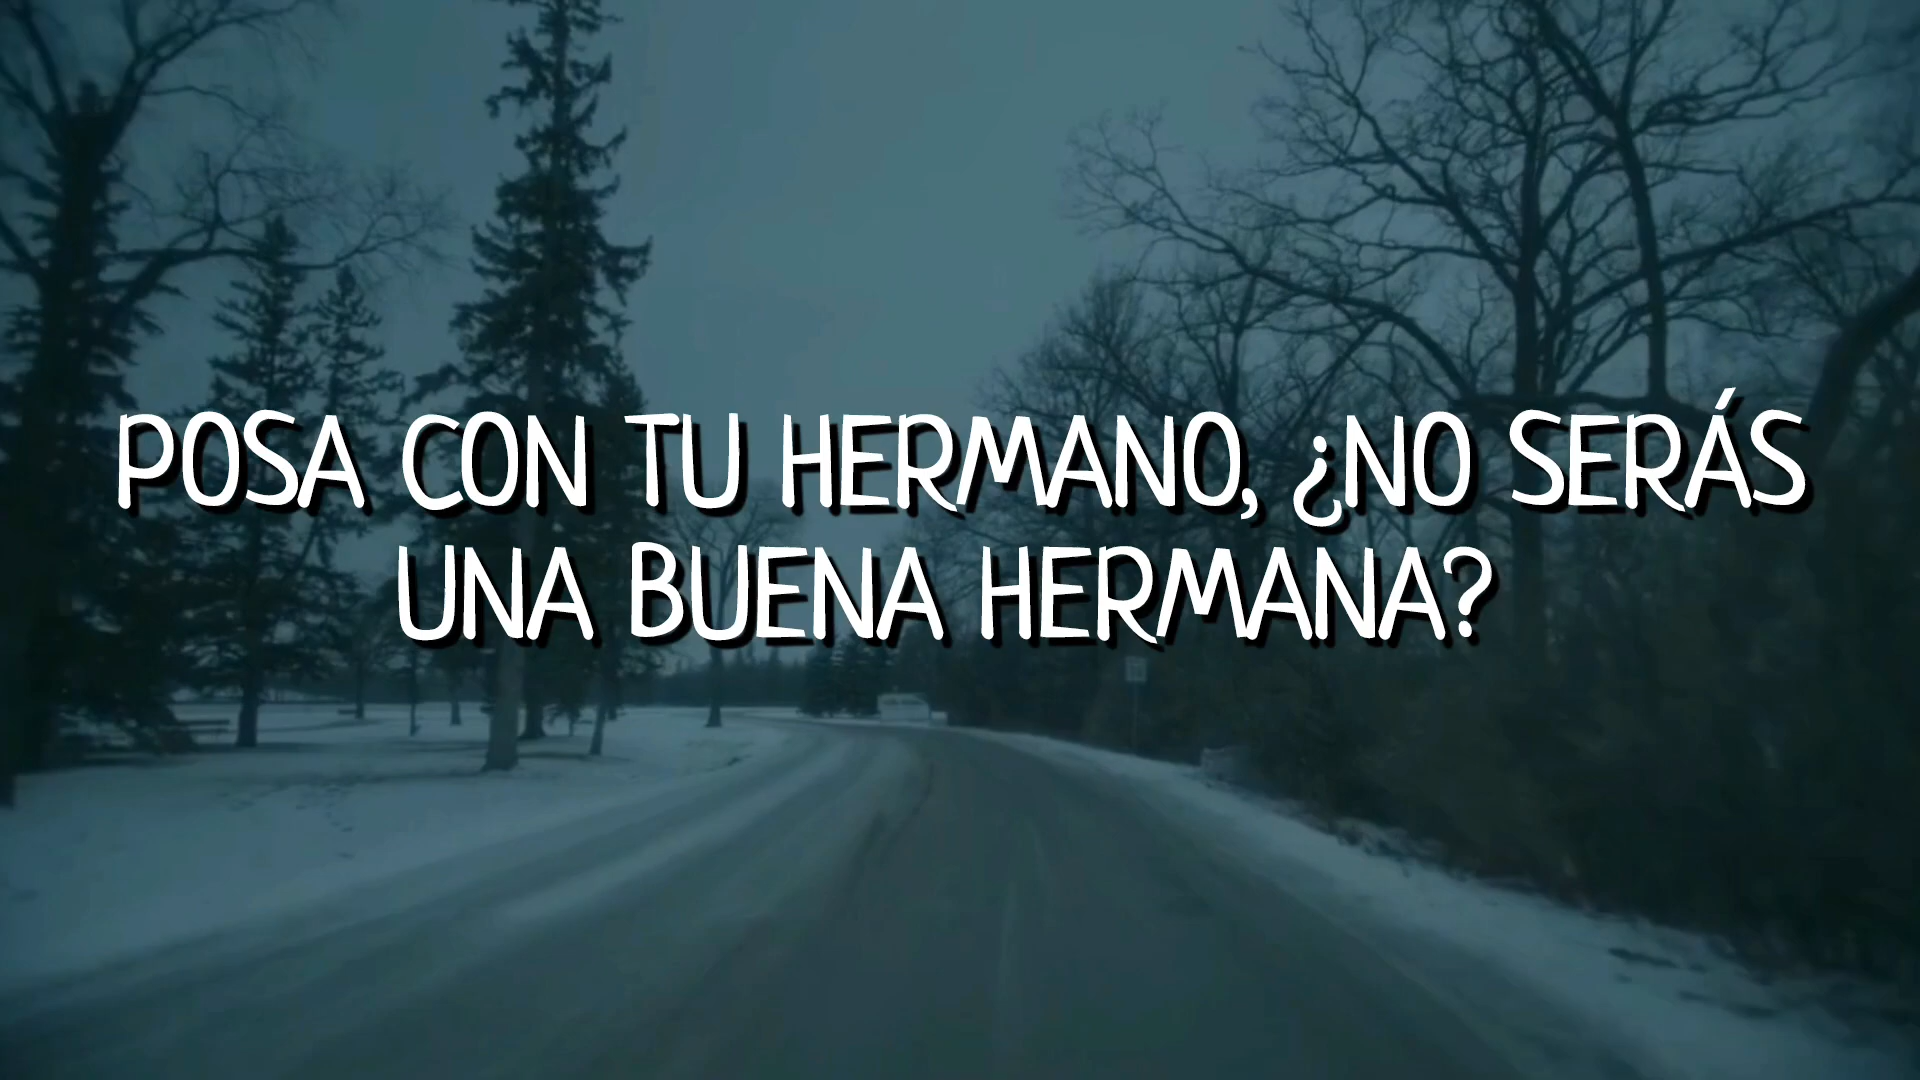 POSA CON TU HERMANO, ¿NO SERÁS
UNA BUENA HERMANA?